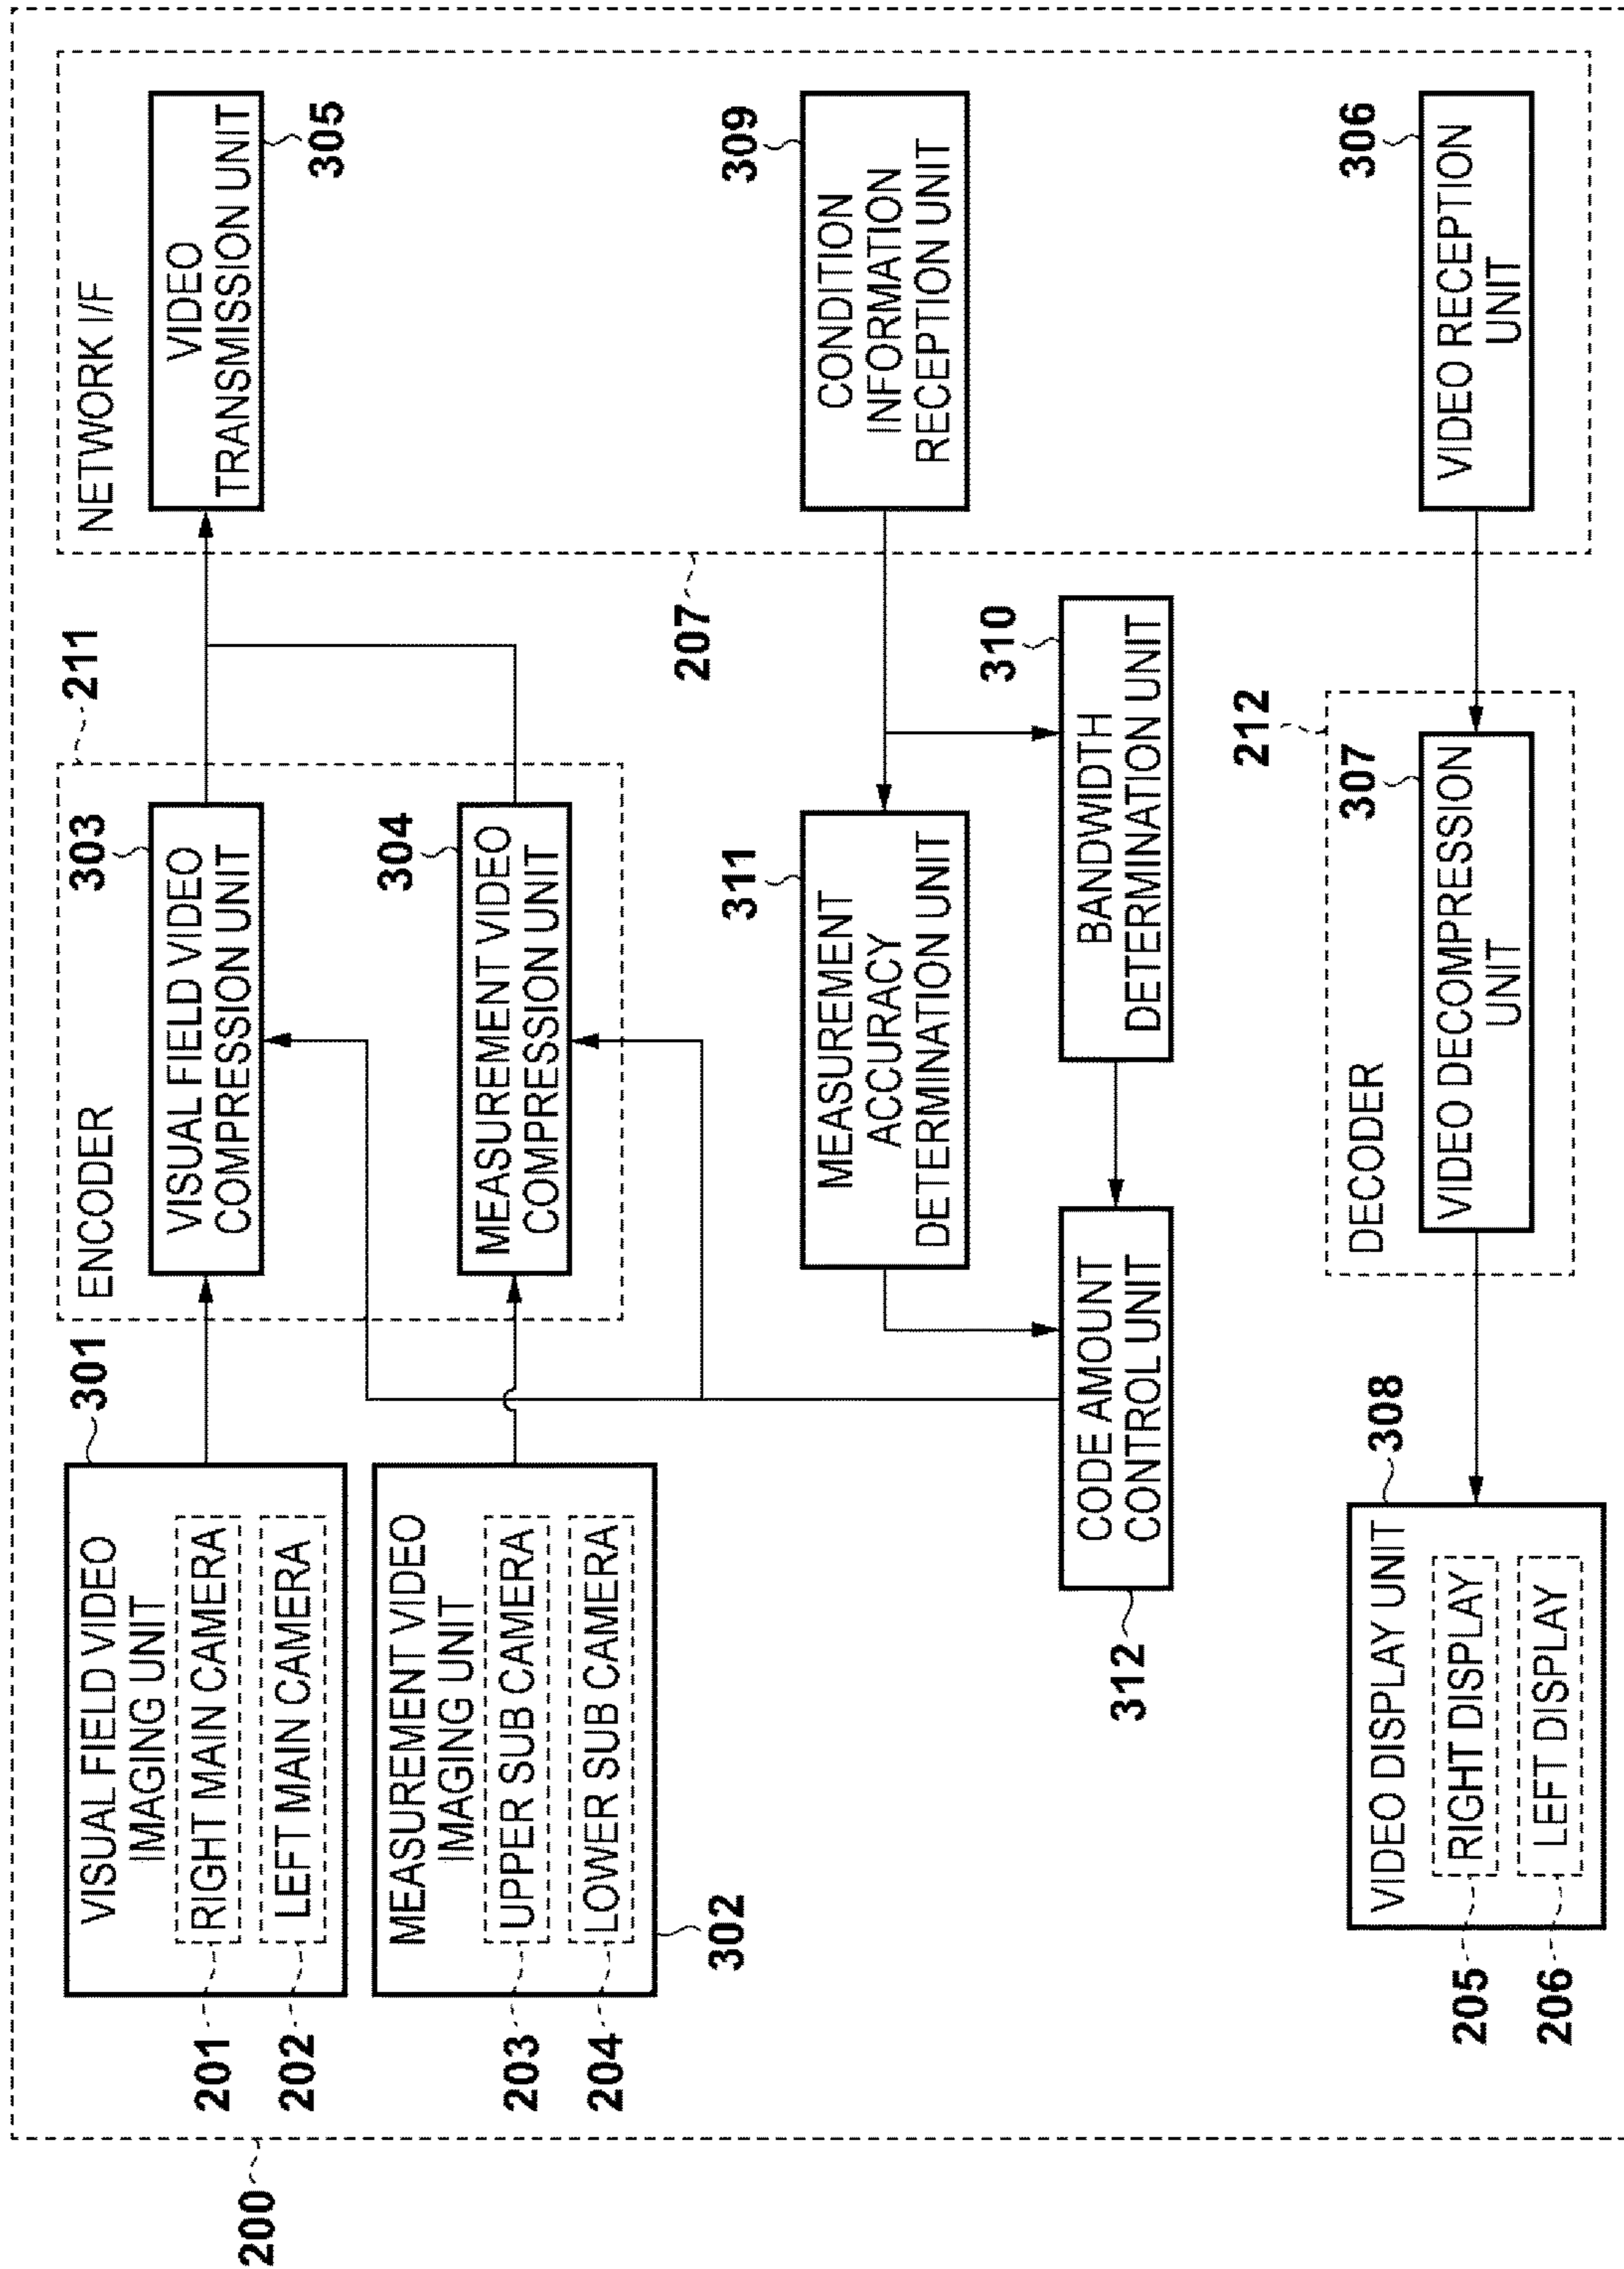 200
301
VISUAL FIELD VIDEO
IMAGING UNIT
201
RIGHT MAIN CAMERA
202
LEFT MAIN CAMERA
MEASUREMENT VIDEO
IMAGING UNIT
203
UPPER SUB CAMERA
204
LOWER SUB CAMERA
302
211
ENCODER
303
VISUAL FIELD VIDEO
COMPRESSION UNIT
304
MEASUREMENT VIDEO
COMPRESSION UNIT
NETWORK I/F
VIDEO
TRANSMISSION UNIT
305
207
309
CONDITION
INFORMATION
RECEPTION UNIT
311
MEASUREMENT
ACCURACY
DETERMINATION UNIT
310
BANDWIDTH
DETERMINATION UNIT
CODE AMOUNT
CONTROL UNIT
312
308
VIDEO DISPLAY UNIT
205
RIGHT DISPLAY
206
LEFT DISPLAY
212
DECODER
307
VIDEO DECOMPRESSION
UNIT
306
VIDEO RECEPTION
UNIT